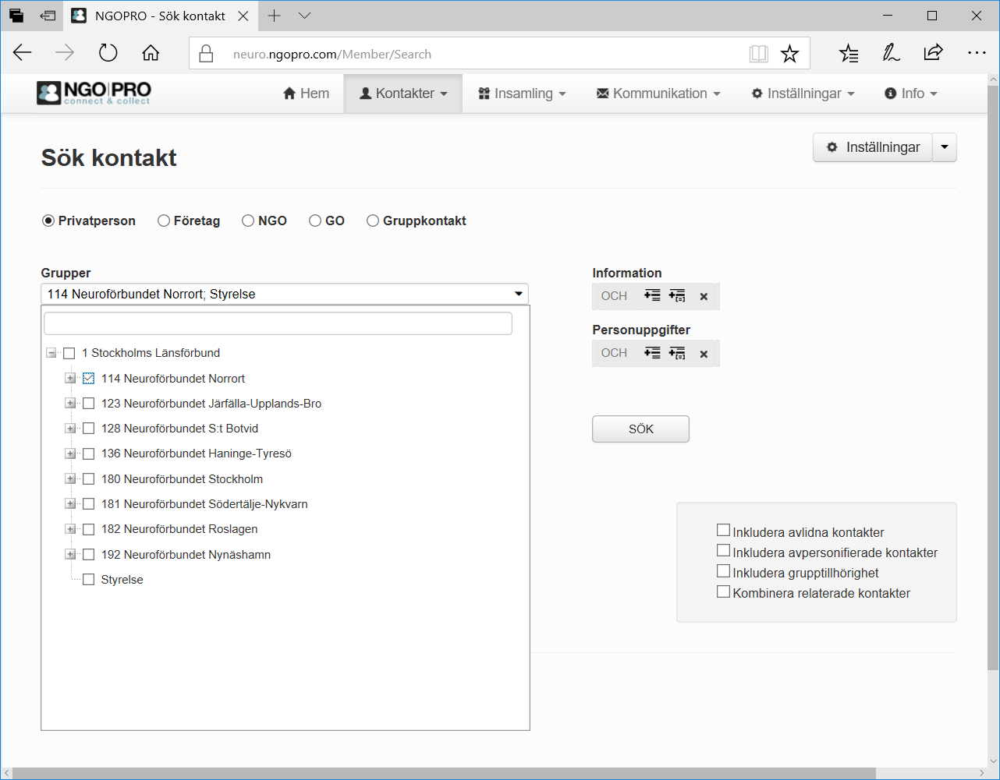 NGOPRO - Sök kontakt
neuro.ngopro.com/Member/Search
NGO|PRO
connect & collect
Hem
Kontakter
Insamling
Kommunikation
Inställningar
Info
Sök kontakt
Inställningar
Privatperson
Företag
NGO
GO
Gruppkontakt
Grupper
114 Neuroförbundet Norrort; Styrelse
1 Stockholms Länsförbund
114 Neuroförbundet Norrort
123 Neuroförbundet Järfälla-Upplands-Bro
128 Neuroförbundet S:t Botvid
136 Neuroförbundet Haninge-Tyresö
180 Neuroförbundet Stockholm
181 Neuroförbundet Södertälje-Nykvarn
182 Neuroförbundet Roslagen
192 Neuroförbundet Nynäshamn
Styrelse
Information
OCH
Personuppgifter
OCH
SÖK
Inkludera avlidna kontakter
Inkludera avpersonifierade kontakter
Inkludera grupptillhörighet
Kombinera relaterade kontakter